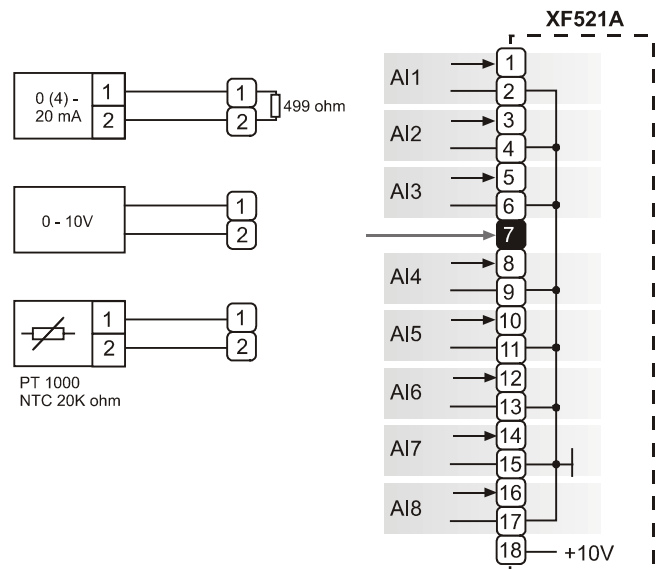 XF521A
0 (4) -
20 mA
1
2
1
2
499 ohm
0 - 10V
1
2
1
2
1
2
PT 1000
NTC 20K ohm
AI1
1
2
AI2
3
4
AI3
5
6
7
AI4
8
9
AI5
10
11
AI6
12
13
AI7
14
15
AI8
16
17
18
+10V